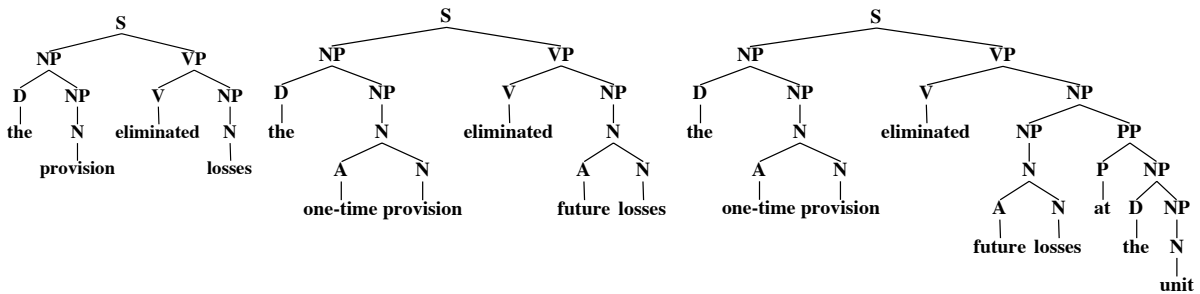 S
NP VP
D NP V NP
the N eliminated N
provision losses
S
NP VP
D NP V NP
the N eliminated N
A N A N
one-time provision future losses
S
NP VP
D NP V NP
the N eliminated NP PP
A N N P NP
one-time provision A N at D NP
future losses the N
unit